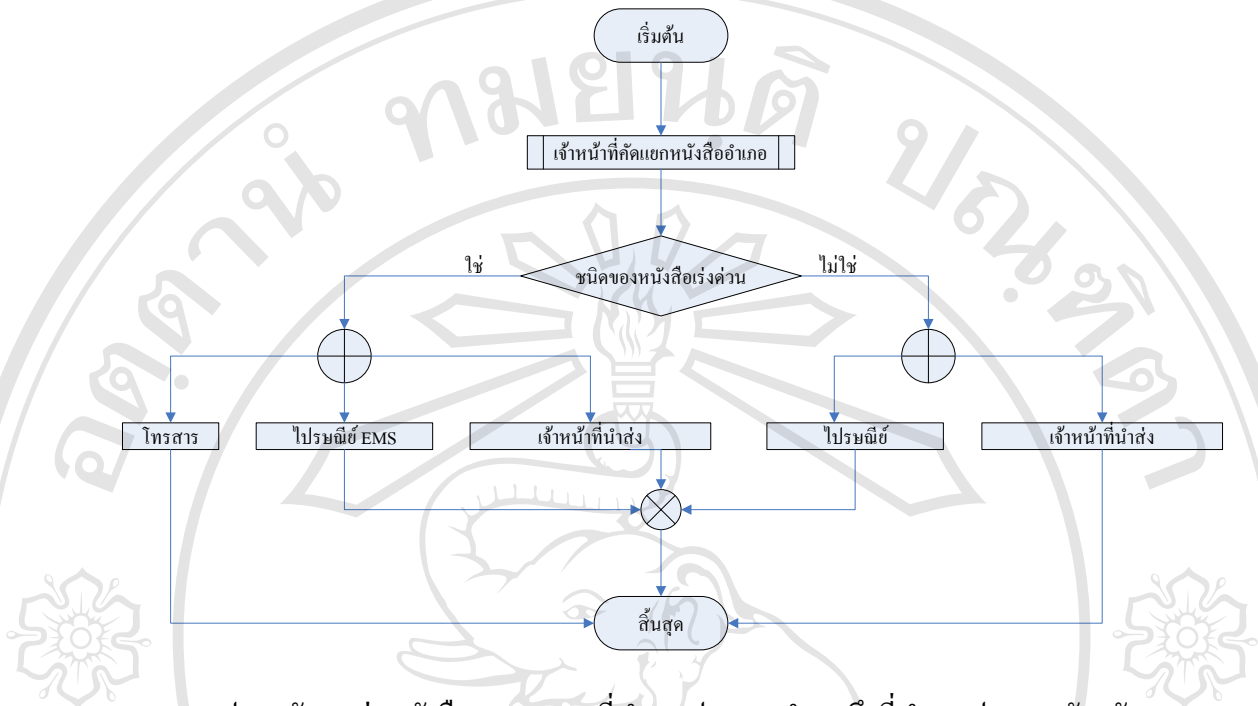 เริ่มต้น
เจ้าหน้าที่คัดแยกหนังสืออำเภอ
ใช่
ชนิดของหนังสือเร่งด่วน
ไม่ใช่
โทรสาร
ไปรษณีย์ EMS
เจ้าหน้าที่นำส่ง
ไปรษณีย์
เจ้าหน้าที่นำส่ง
สิ้นสุด